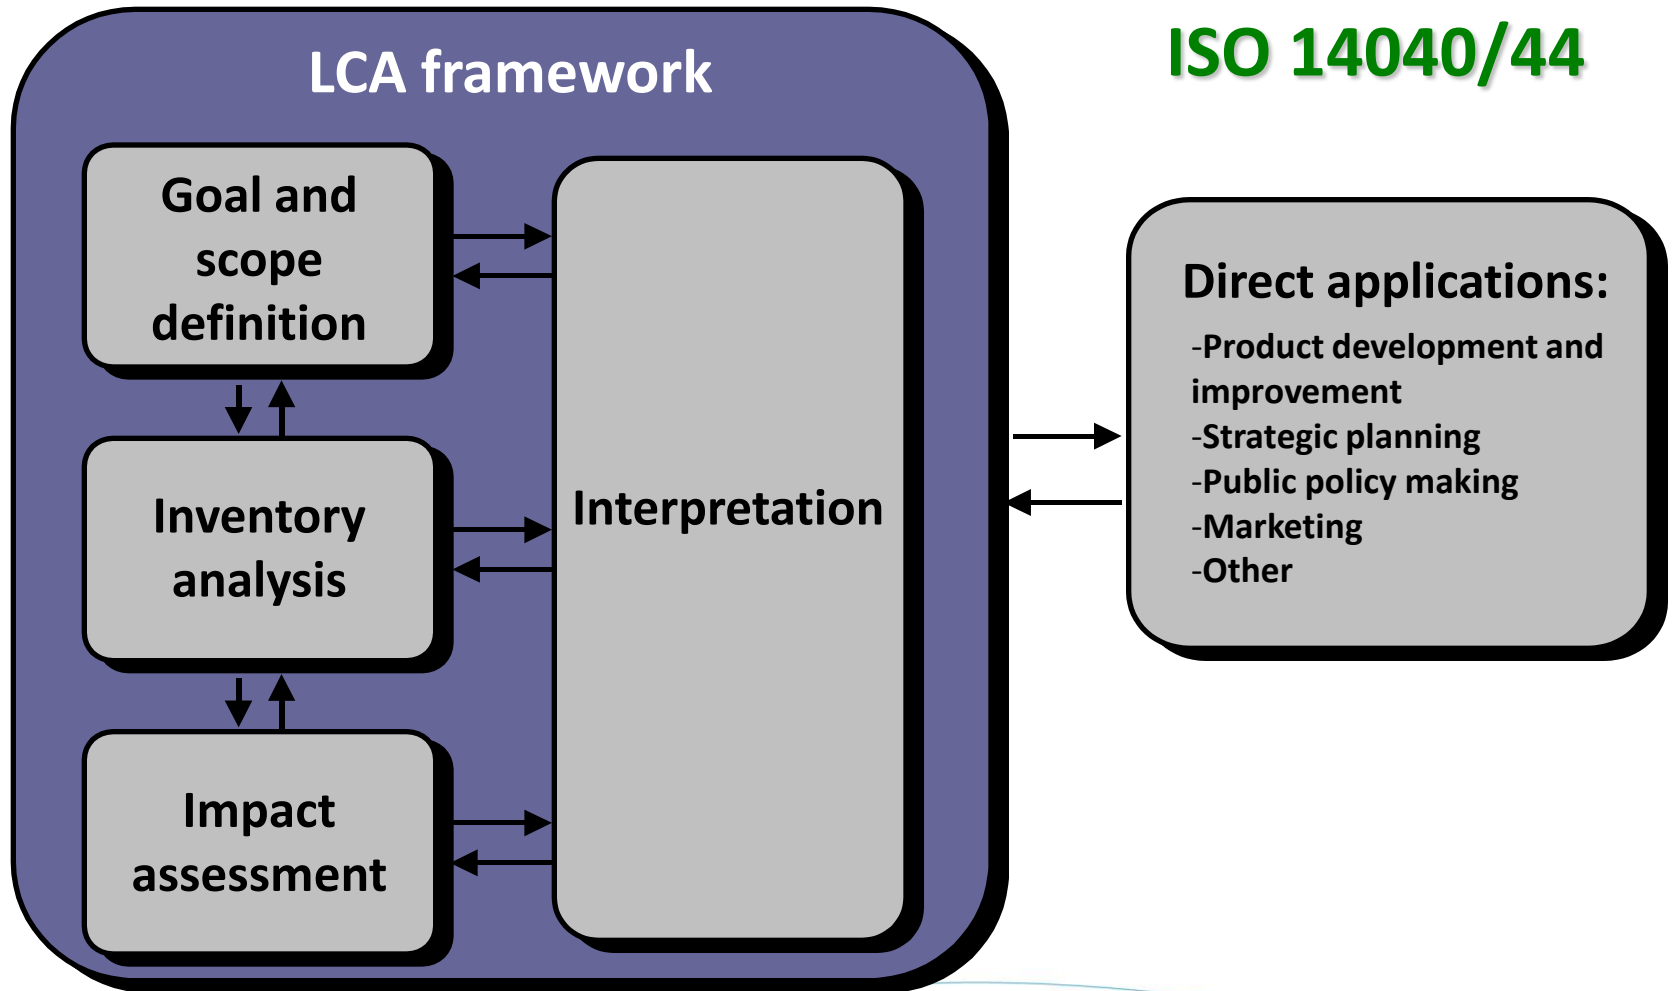 LCA framework
ISO 14040/44
Goal and
scope
definition
Inventory
analysis
Impact
assessment
Interpretation
Direct applications:
-Product development and
improvement
-Strategic planning
-Public policy making
-Marketing
-Other